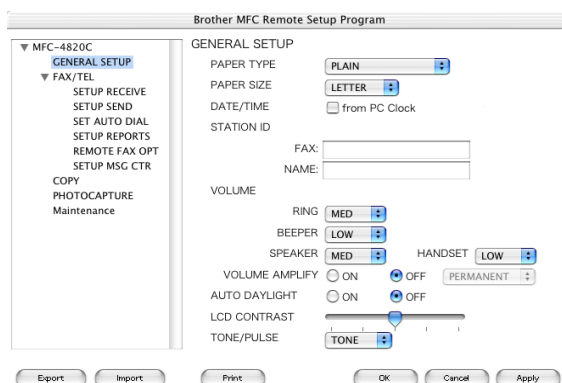 Brother MFC Remote Setup Program
MFC-4820C
GENERAL SETUP
FAX/TEL
SETUP RECEIVE
SETUP SEND
SET AUTO DIAL
SETUP REPORTS
REMOTE FAX OPT
SETUP MSG CTR
COPY
PHOTOCAPTURE
Maintenance
GENERAL SETUP
PAPER TYPE PLAIN
PAPER SIZE LETTER
DATE/TIME from PC Clock
STATION ID
FAX:
NAME:
VOLUME
RING MED
BEEPER LOW
SPEAKER MED HANDSET LOW
VOLUME AMPLIFY ON OFF PERMANENT
AUTO DAYLIGHT ON OFF
LCD CONTRAST
TONE/PULSE TONE
Export Import Print OK Cancel Apply